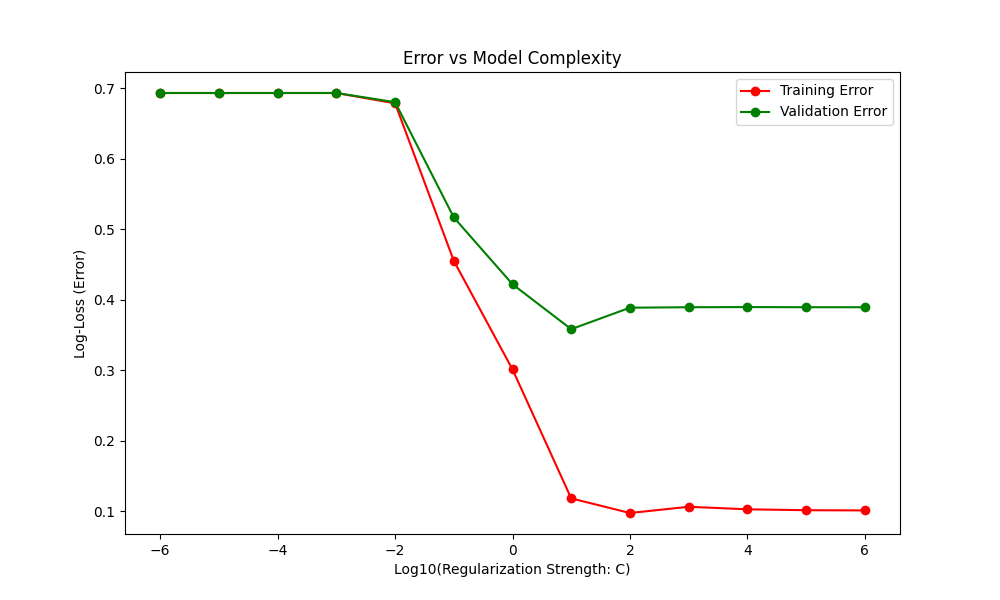 Error vs Model Complexity
Training Error
Validation Error
Log-Loss (Error)
0.7
0.6
0.5
0.4
0.3
0.2
0.1
−6 −4 −2 0 2 4 6
Log10(Regularization Strength: C)